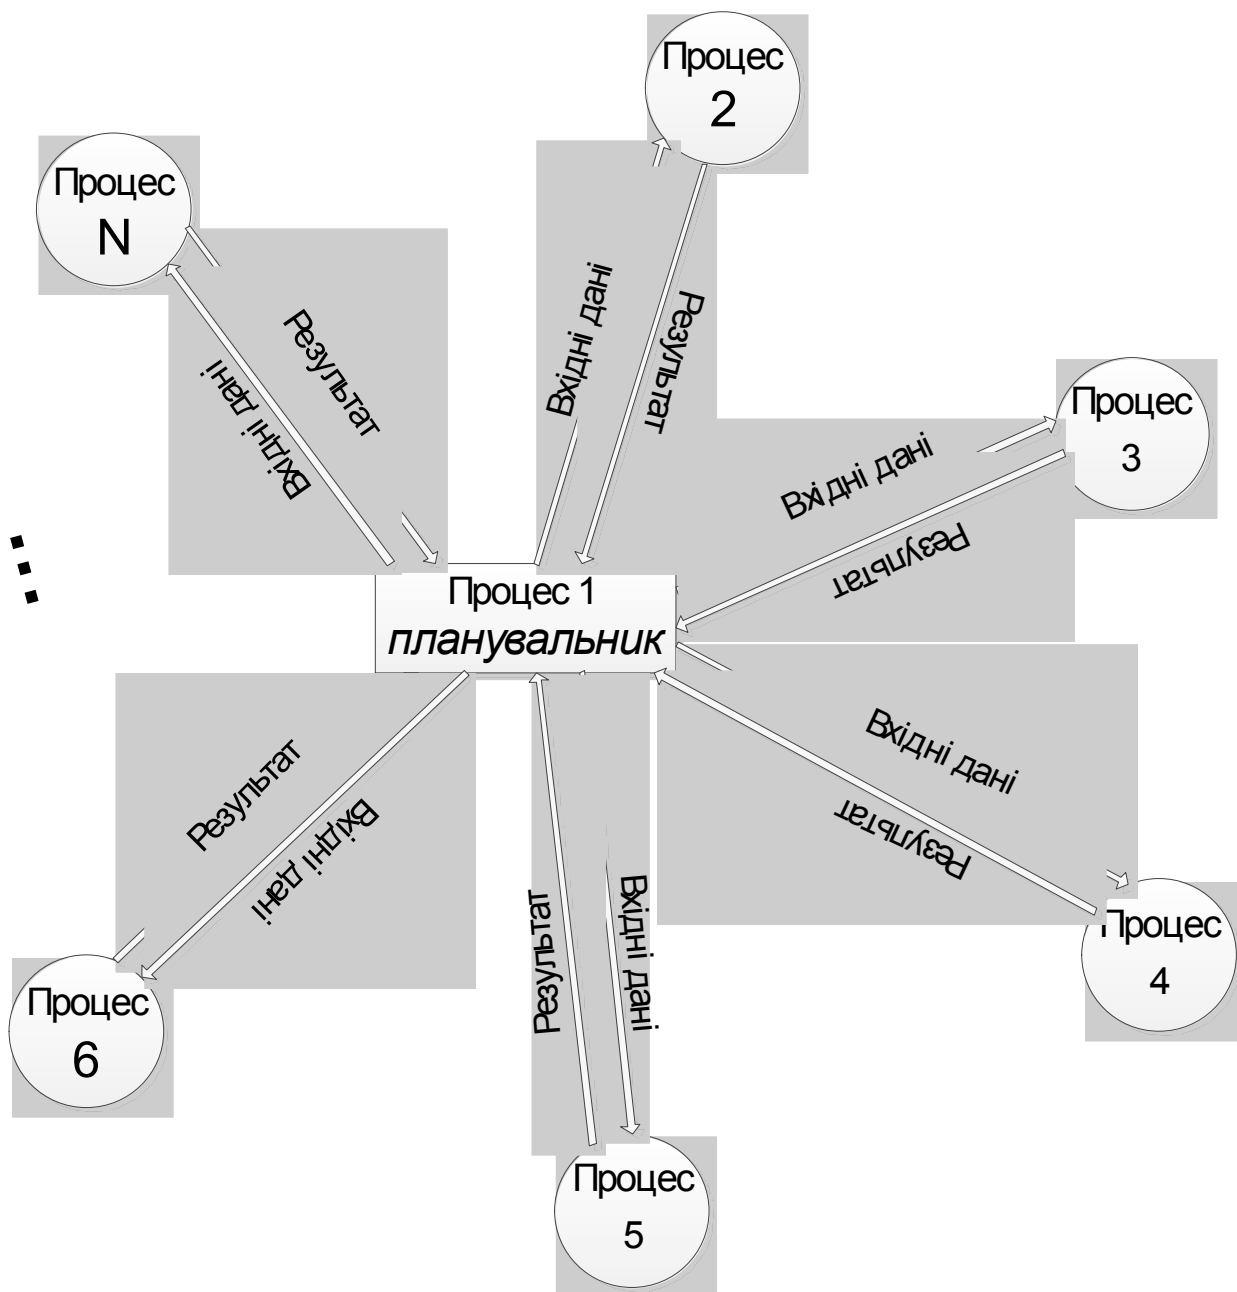 Процес
2
Процес
N
Вхідні дані
Результат
Результат
Вхідні дані
Процес
3
Вхідні дані
Результат
Процес 1
планувальник
Вхідні дані
Результат
Результат
Вхідні дані
Результат
Вхідні дані
Процес
4
Процес
6
Процес
5